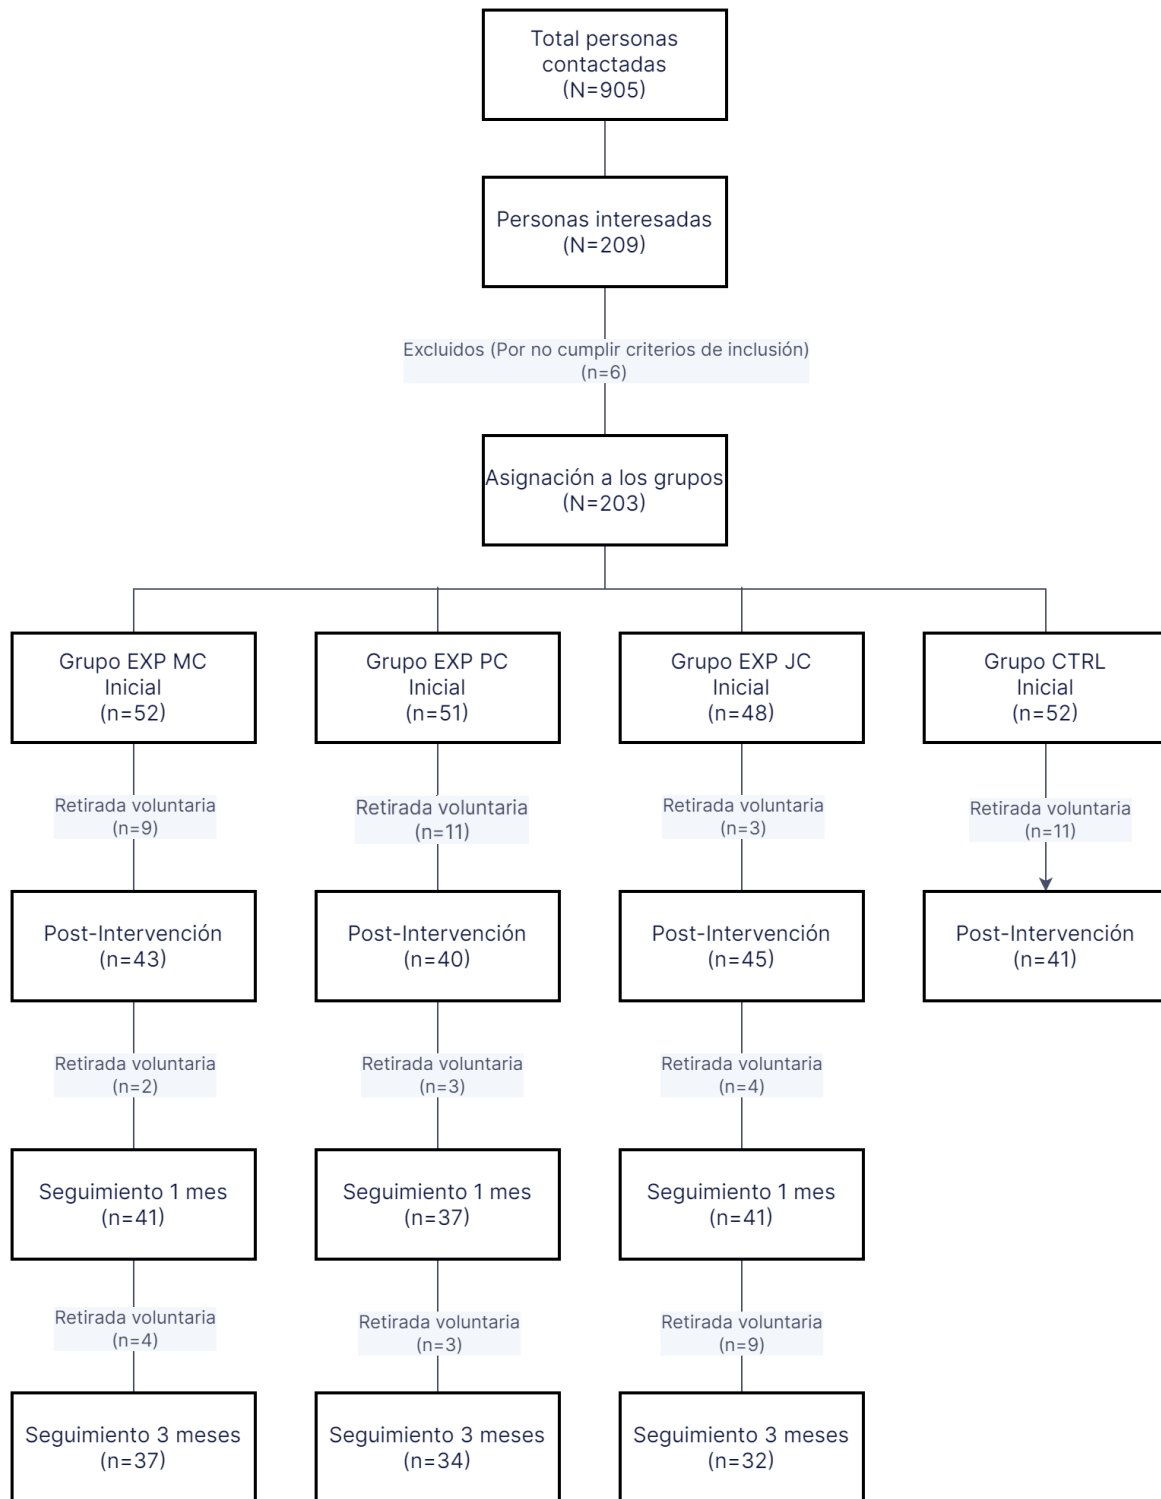 Total personas
contactadas
(N=905)
Personas interesadas
(N=209)
Excluidos (Por no cumplir criterios de inclusión)
(n=6)
Asignación a los grupos
(N=203)
Grupo EXP MC
Inicial
(n=52)
Grupo EXP PC
Inicial
(n=51)
Grupo EXP JC
Inicial
(n=48)
Grupo CTRL
Inicial
(n=52)
Retirada voluntaria
(n=9)
Retirada voluntaria
(n=11)
Retirada voluntaria
(n=3)
Retirada voluntaria
(n=11)
Post-Intervención
(n=43)
Post-Intervención
(n=40)
Post-Intervención
(n=45)
Post-Intervención
(n=41)
Retirada voluntaria
(n=2)
Retirada voluntaria
(n=3)
Retirada voluntaria
(n=4)
Seguimiento 1 mes
(n=41)
Seguimiento 1 mes
(n=37)
Seguimiento 1 mes
(n=41)
Retirada voluntaria
(n=4)
Retirada voluntaria
(n=3)
Retirada voluntaria
(n=9)
Seguimiento 3 meses
(n=37)
Seguimiento 3 meses
(n=34)
Seguimiento 3 meses
(n=32)